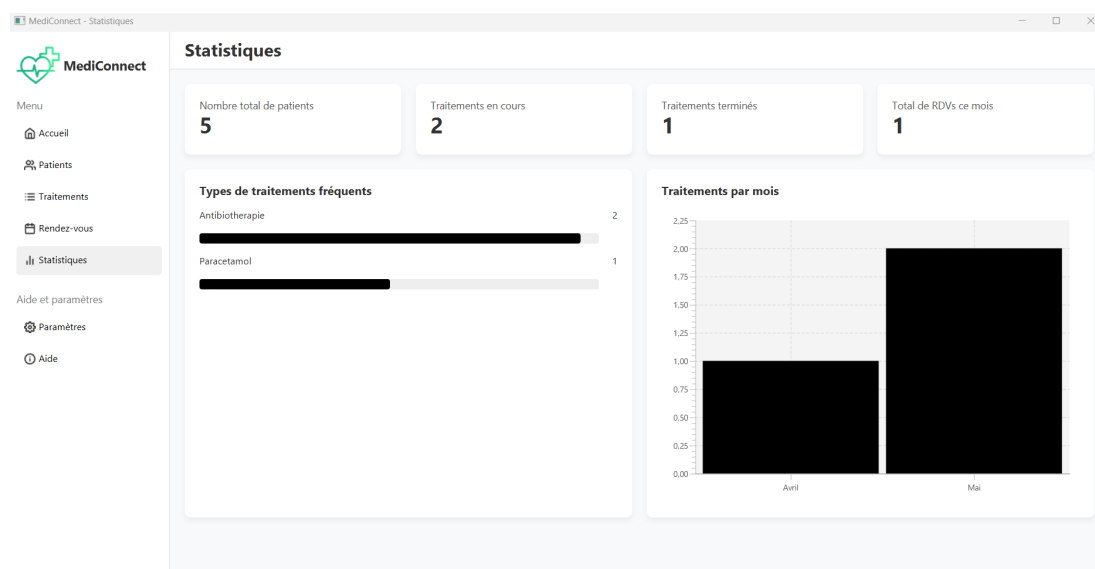 MediConnect - Statistiques
MediConnect
Menu
Accueil
Patients
Traitements
Rendez-vous
Statistiques
Aide et paramètres
Paramètres
Aide
Statistiques
Nombre total de patients
5
Traitements en cours
2
Traitements terminés
1
Total de RDVs ce mois
1
Types de traitements fréquents
Antibiotherapie 2
Paracetamol 1
Traitements par mois
2,25
2,00
1,75
1,50
1,25
1,00
0,75
0,50
0,25
0,00
Avril Mai